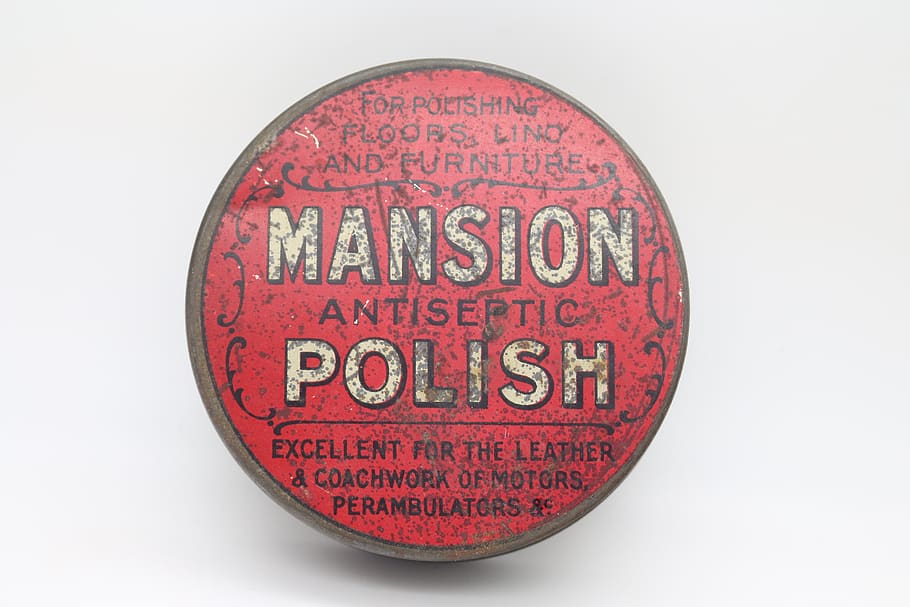 FOR POLISHING
FLOORS, LINO
AND FURNITURE
MANSION
ANTISEPTIC
POLISH
EXCELLENT FOR THE LEATHER
& COACHWORK OF MOTORS,
PERAMBULATORS &c